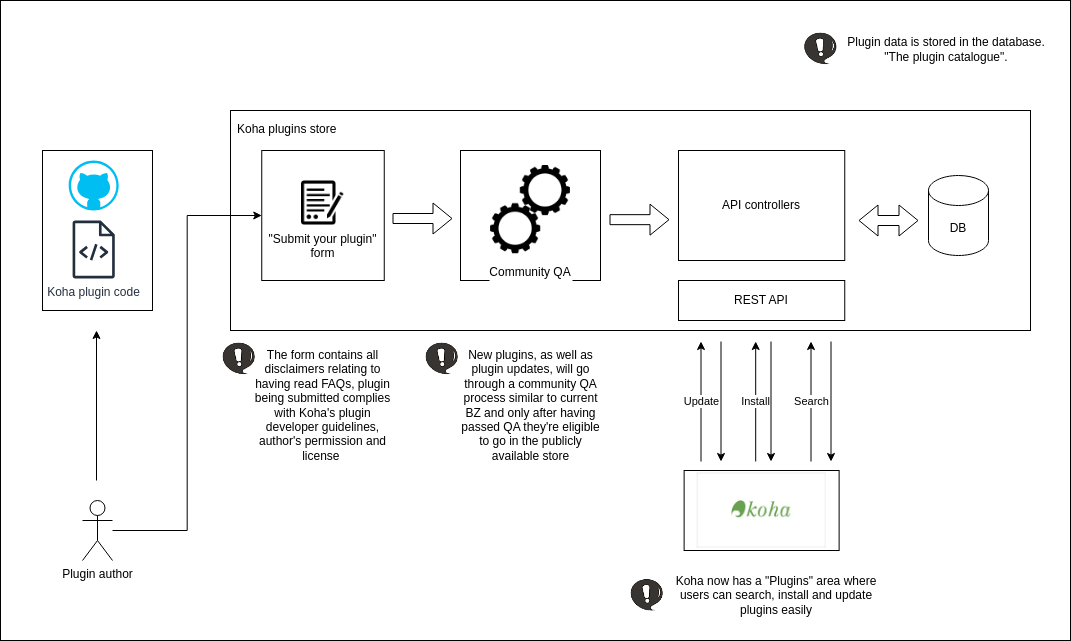 Plugin data is stored in the database.
"The plugin catalogue".
Koha plugins store
Koha plugin code
"Submit your plugin"
form
Community QA
API controllers
DB
REST API
The form contains all
disclaimers relating to
having read FAQs, plugin
being submitted complies
with Koha's plugin
developer guidelines,
author's permission and
license
New plugins, as well as
plugin updates, will go
through a community QA
process similar to current
BZ and only after having
passed QA they're eligible
to go in the publicly
available store
Update
Install
Search
koha
Plugin author
Koha now has a "Plugins" area where
users can search, install and update
plugins easily